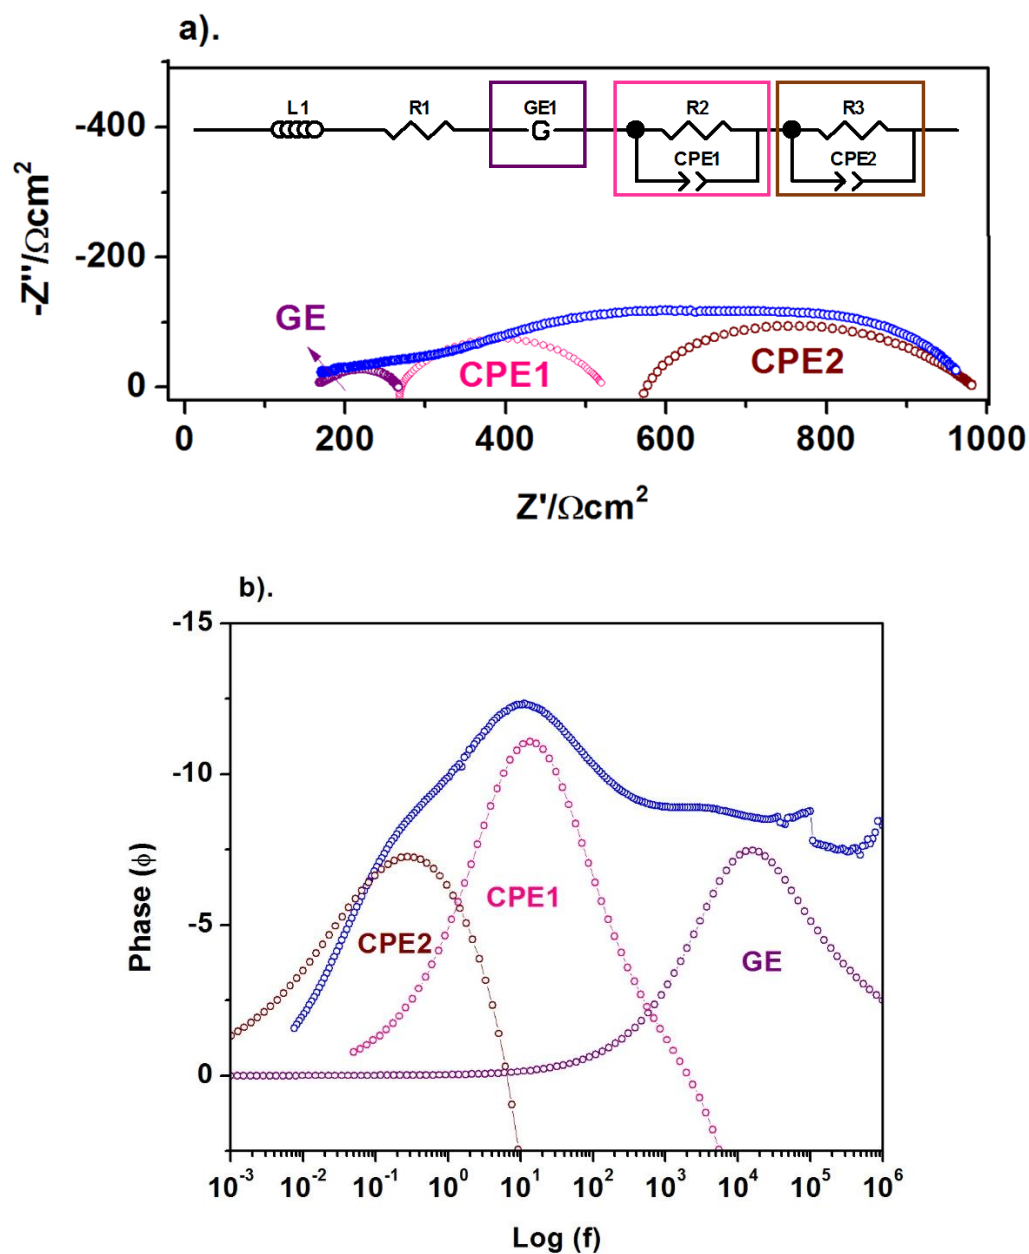 a).
L1 R1 GE1 R2 R3
G
CPE1 CPE2
-400
-200
0
-Z''/Ωcm²
GE
CPE1
CPE2
0 200 400 600 800 1000
Z'/Ωcm²
b).
-15
-10
-5
0
Phase (ϕ)
CPE2
CPE1
GE
10⁻³ 10⁻² 10⁻¹ 10⁰ 10¹ 10² 10³ 10⁴ 10⁵ 10⁶
Log (f)